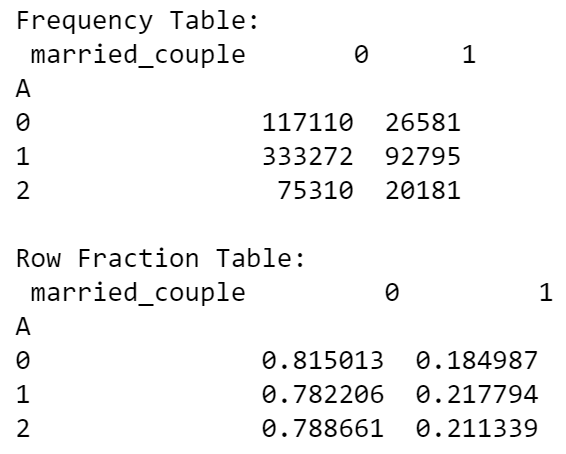 Frequency Table:
married_couple 0 1
A
0 117110 26581
1 333272 92795
2 75310 20181
Row Fraction Table:
married_couple 0 1
A
0 0.815013 0.184987
1 0.782206 0.217794
2 0.788661 0.211339